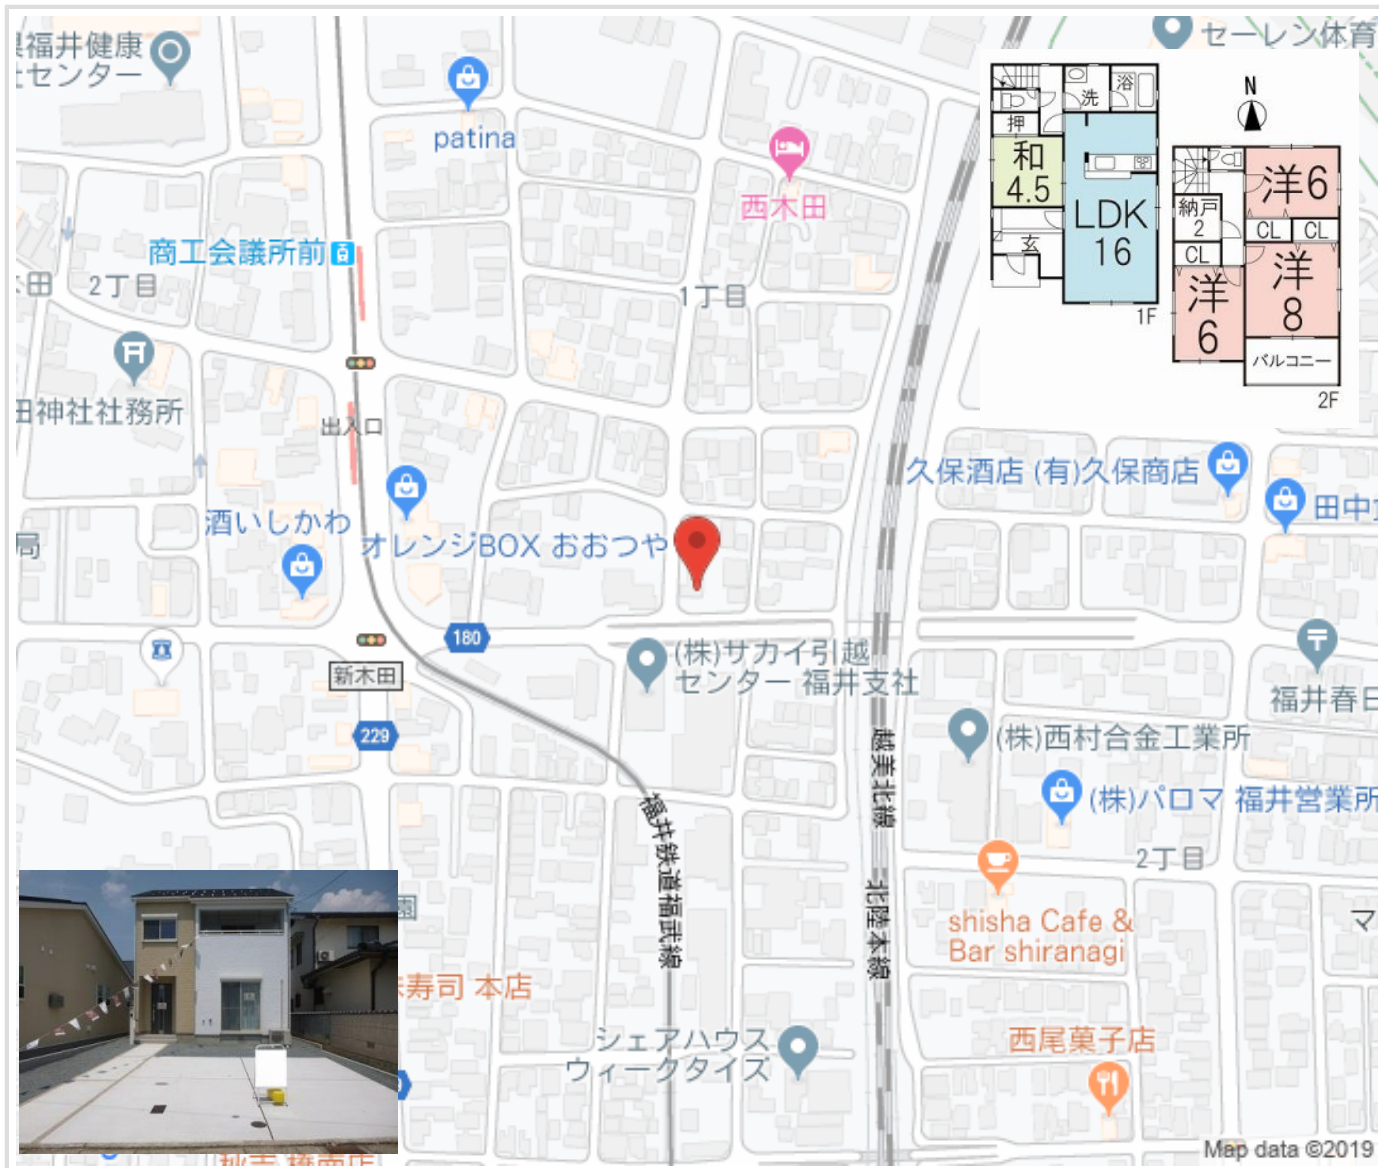 県福井健康
センター
セーレン体育
patina
西木田
商工会議所前
2丁目
1丁目
田神社社務所
出入口
酒いしかわ
オレンジBOX おおつや
局
久保酒店 (有)久保商店
田中
180
新木田
229
(株)サカイ引越
センター 福井支社
福井春日
(株)西村合金工業所
(株)パロマ 福井営業所
越美北線
福井鉄道福武線
北陸本線
2丁目
shisha Cafe &
Bar shiranagi
マ
寿司 本店
シェアハウス
ウィークタイズ
西尾菓子店
Map data ©2019
N
洗
浴
押
和
4.5
LDK
16
玄
1F
洋6
納戸
2
CL
CL
CL
洋
6
洋
8
バルコニー
2F